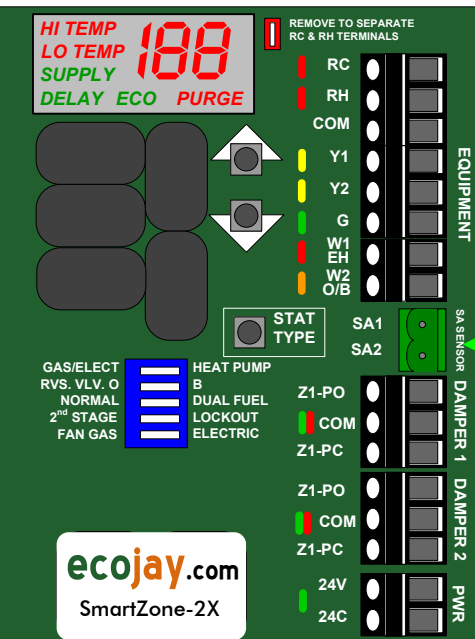 HI TEMP
LO TEMP
SUPPLY
DELAY ECO PURGE
188
REMOVE TO SEPARATE
RC & RH TERMINALS
RC
RH
COM
Y1
Y2
G
W1
EH
W2
O/B
EQUIPMENT
STAT
TYPE
SA1
SA2
SA SENSOR
GAS/ELECT HEAT PUMP
RVS. VLV. O B
NORMAL DUAL FUEL
2nd STAGE LOCKOUT
FAN GAS ELECTRIC
Z1-PO
COM
Z1-PC
DAMPER 1
Z1-PO
COM
Z1-PC
DAMPER 2
24V
24C
PWR
ecojay.com
SmartZone-2X